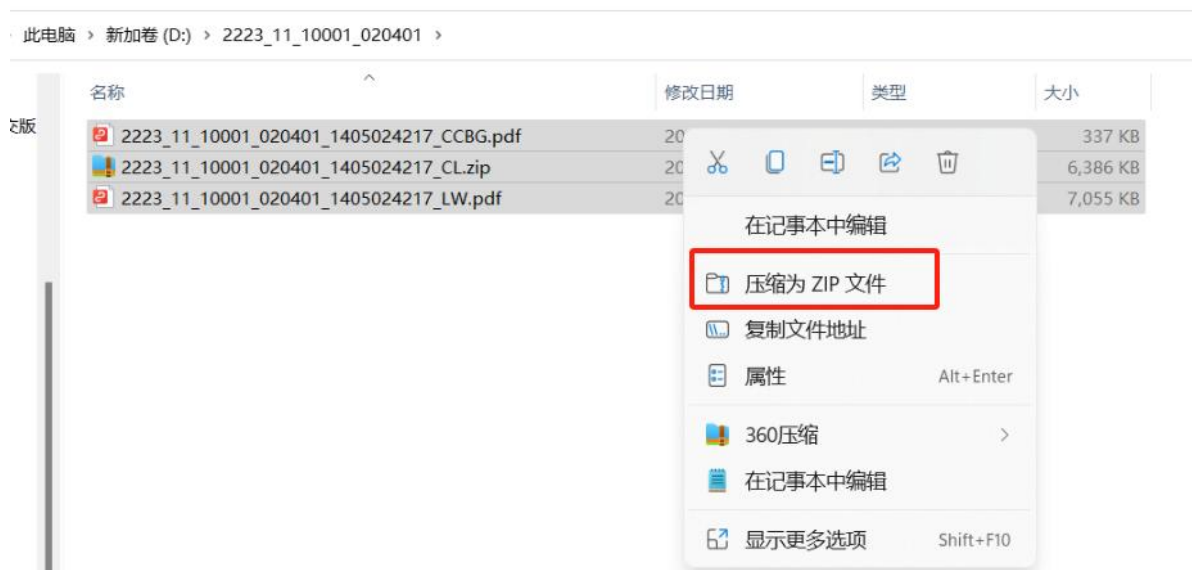 此电脑 › 新加卷 (D:) › 2223_11_10001_020401 ›
名称 修改日期 类型 大小
交版
2223_11_10001_020401_1405024217_CCBG.pdf 20 337 KB
2223_11_10001_020401_1405024217_CL.zip 20 6,386 KB
2223_11_10001_020401_1405024217_LW.pdf 20 7,055 KB
在记事本中编辑
压缩为 ZIP 文件
复制文件地址
属性 Alt+Enter
360压缩
在记事本中编辑
显示更多选项 Shift+F10